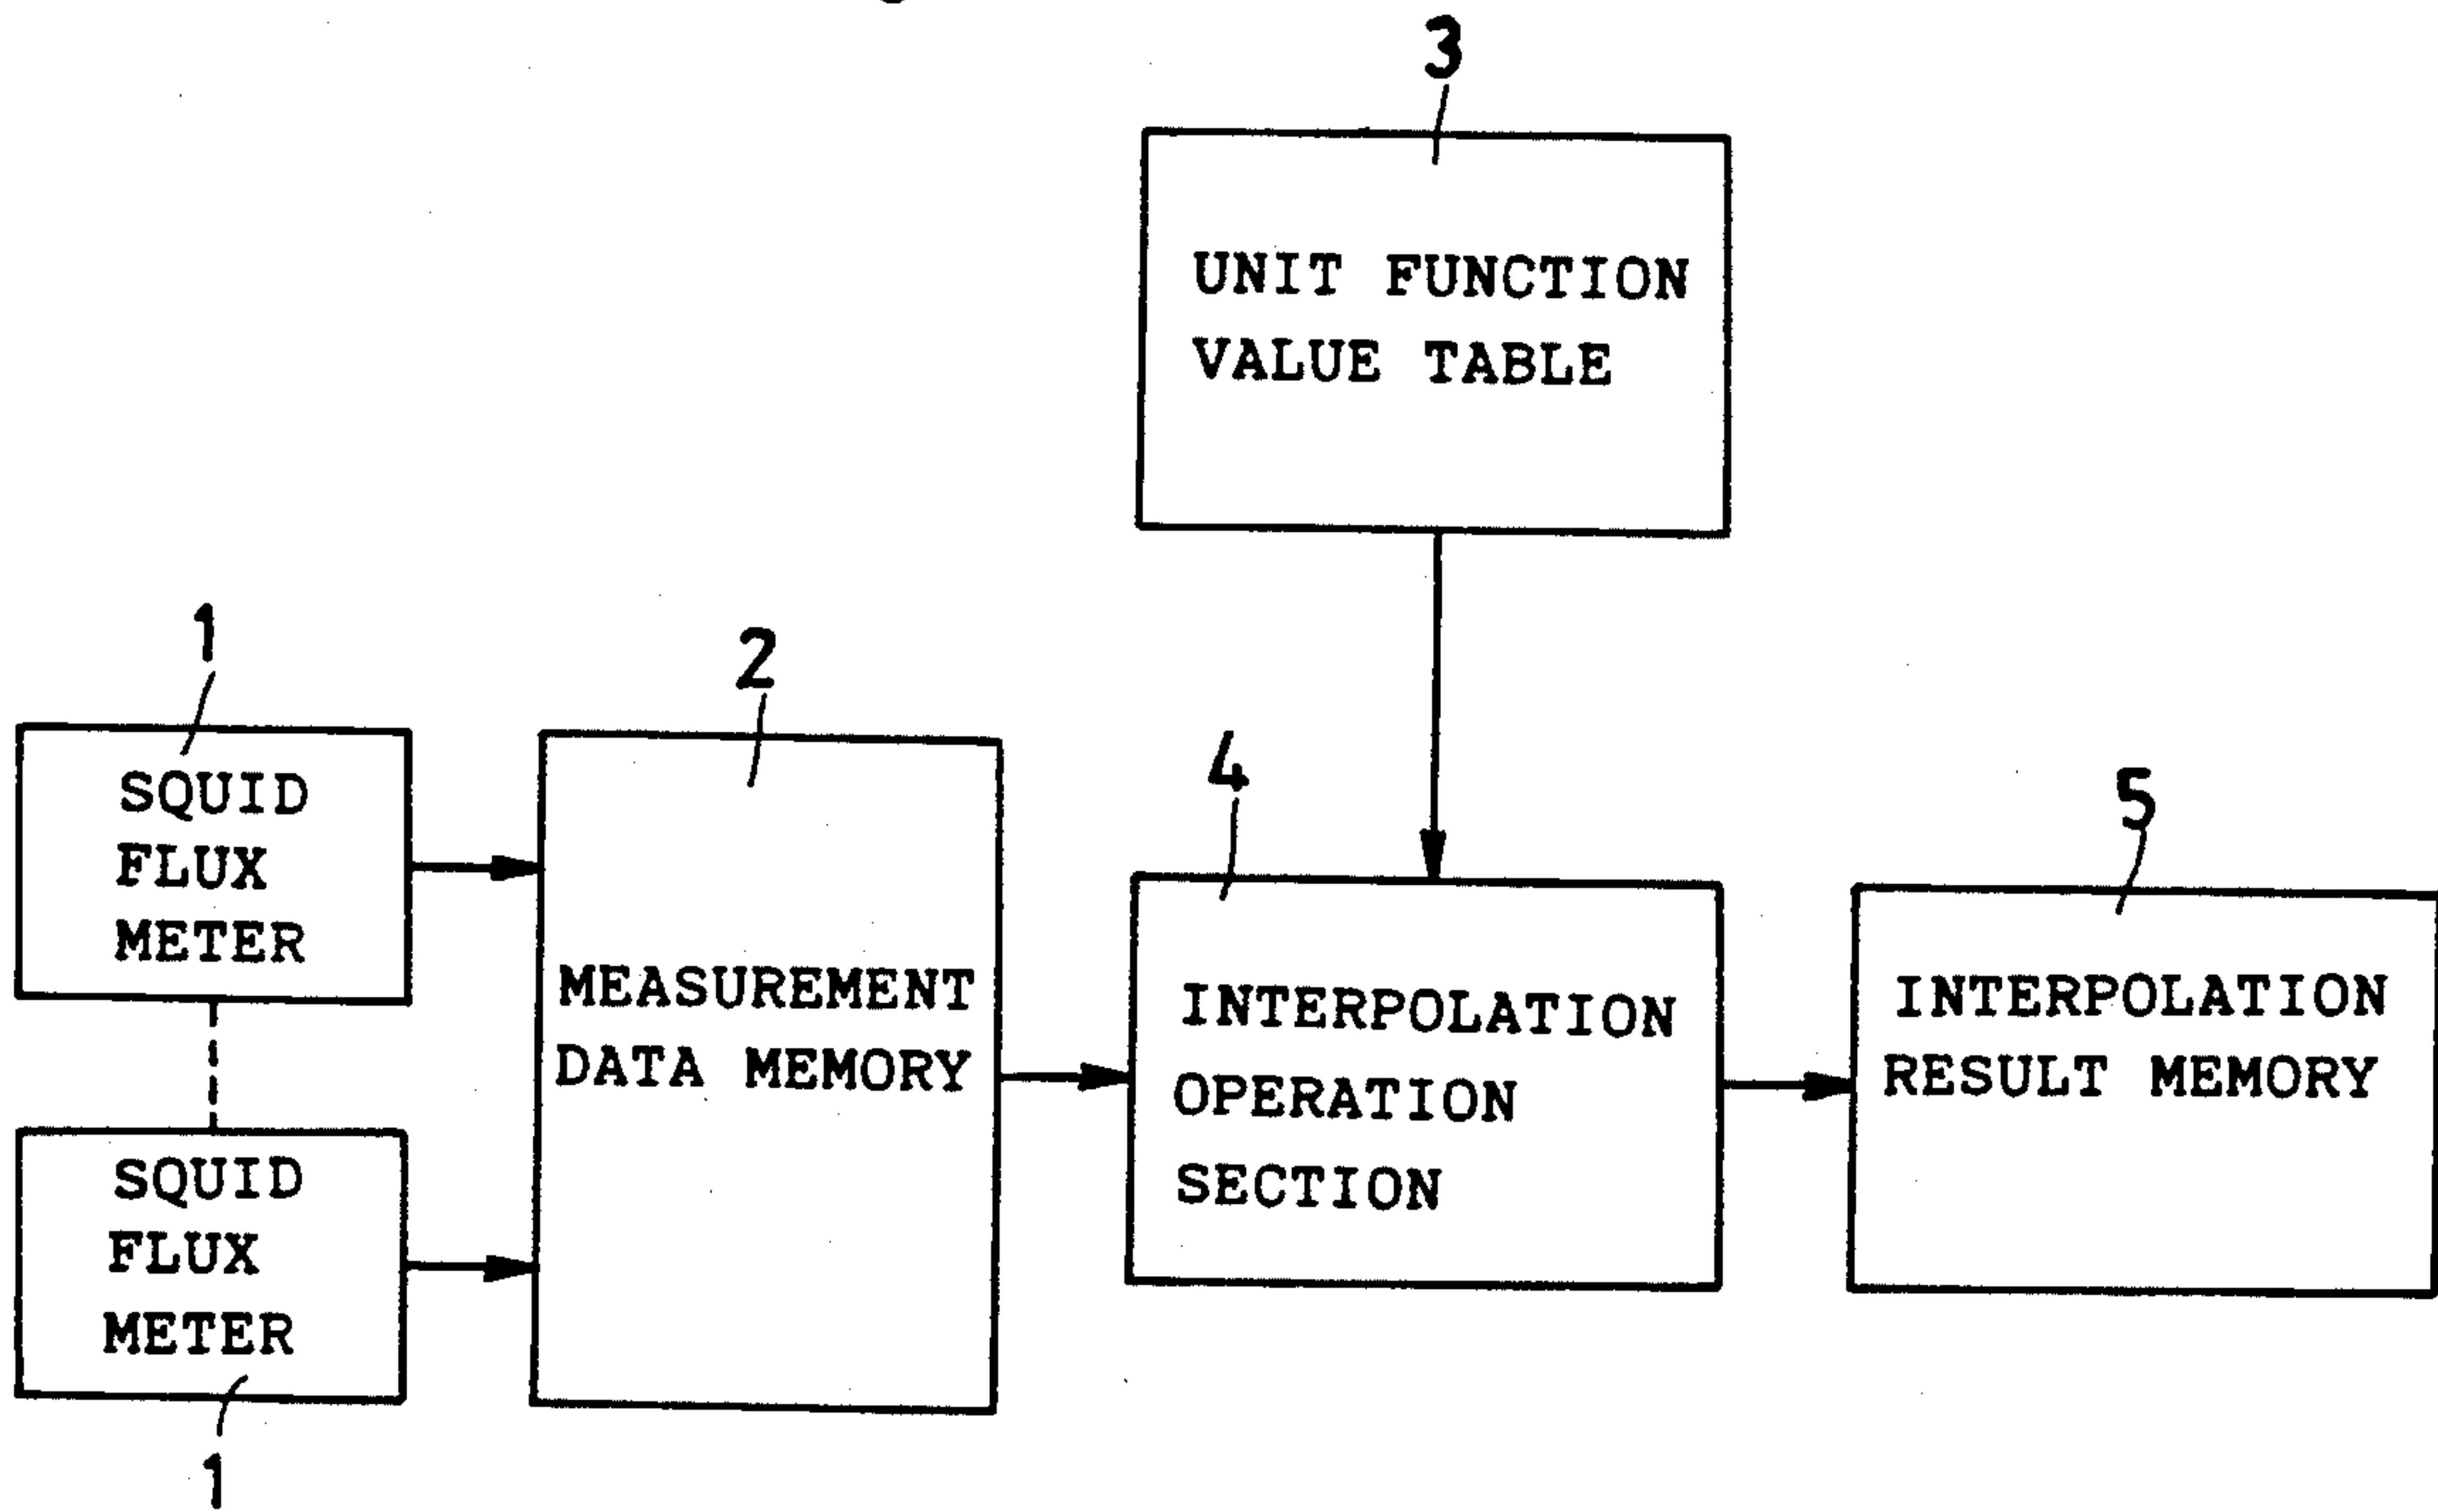 3
UNIT FUNCTION
VALUE TABLE
1
SQUID
FLUX
METER
2
MEASUREMENT
DATA MEMORY
4
INTERPOLATION
OPERATION
SECTION
5
INTERPOLATION
RESULT MEMORY
SQUID
FLUX
METER
1